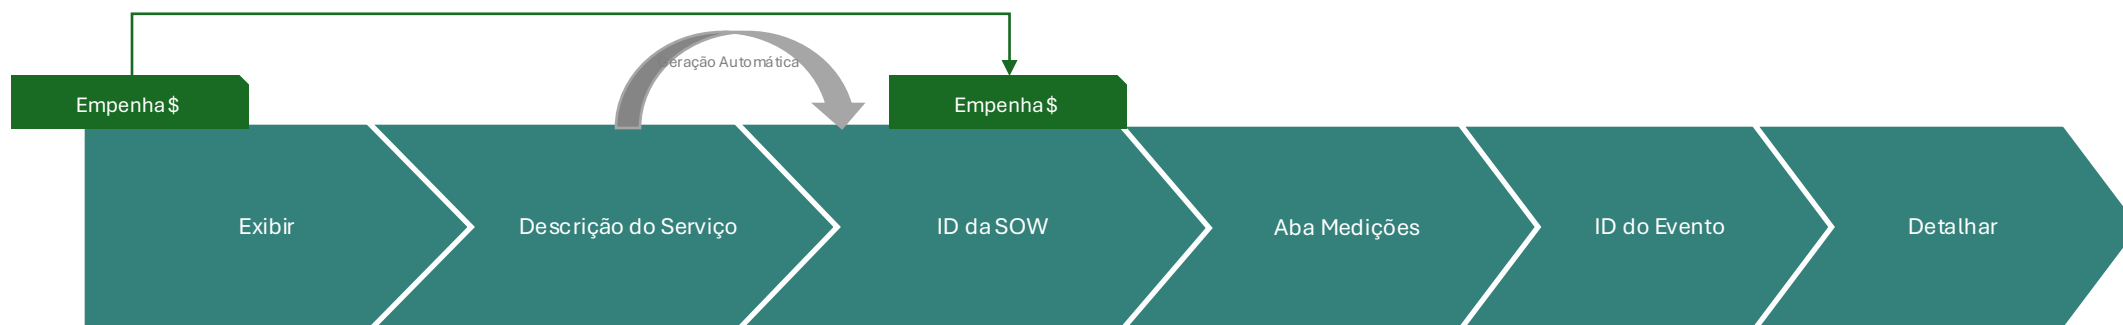 eração Automática
Empenha $
Empenha $
Exibir
Descrição do Serviço
ID da SOW
Aba Medições
ID do Evento
Detalhar